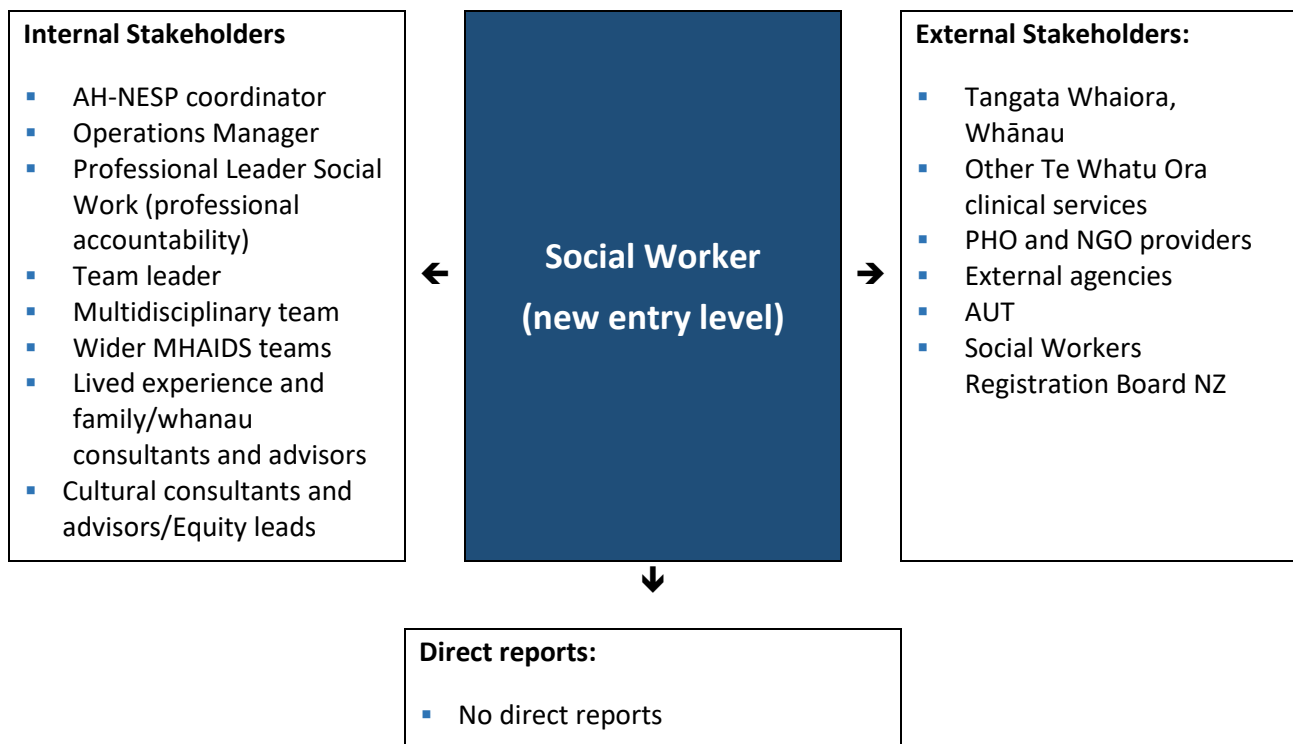 Internal Stakeholders
▪ AH-NESP coordinator
▪ Operations Manager
▪ Professional Leader Social
Work (professional
accountability)
▪ Team leader
▪ Multidisciplinary team
▪ Wider MHAIDS teams
▪ Lived experience and
family/whanau
consultants and advisors
▪ Cultural consultants and
advisors/Equity leads
Social Worker
(new entry level)
External Stakeholders:
▪ Tangata Whaiora,
Whānau
▪ Other Te Whatu Ora
clinical services
▪ PHO and NGO providers
▪ External agencies
▪ AUT
▪ Social Workers
Registration Board NZ
Direct reports:
▪ No direct reports